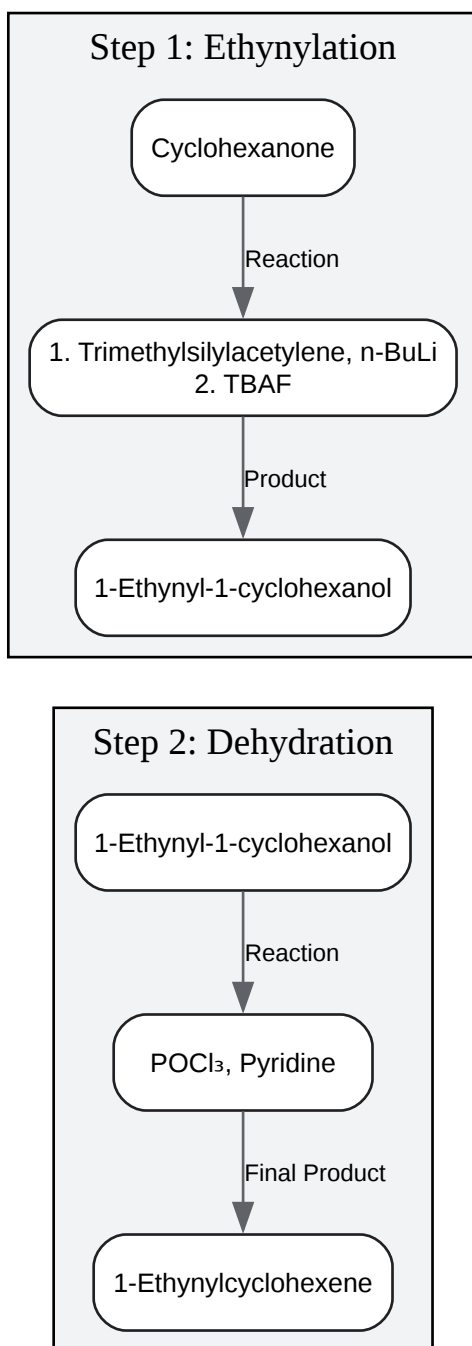 Step 1: Ethynylation
Cyclohexanone
Reaction
1. Trimethylsilylacetylene, n-BuLi
2. TBAF
Product
1-Ethynyl-1-cyclohexanol
Step 2: Dehydration
1-Ethynyl-1-cyclohexanol
Reaction
POCl₃, Pyridine
Final Product
1-Ethynylcyclohexene